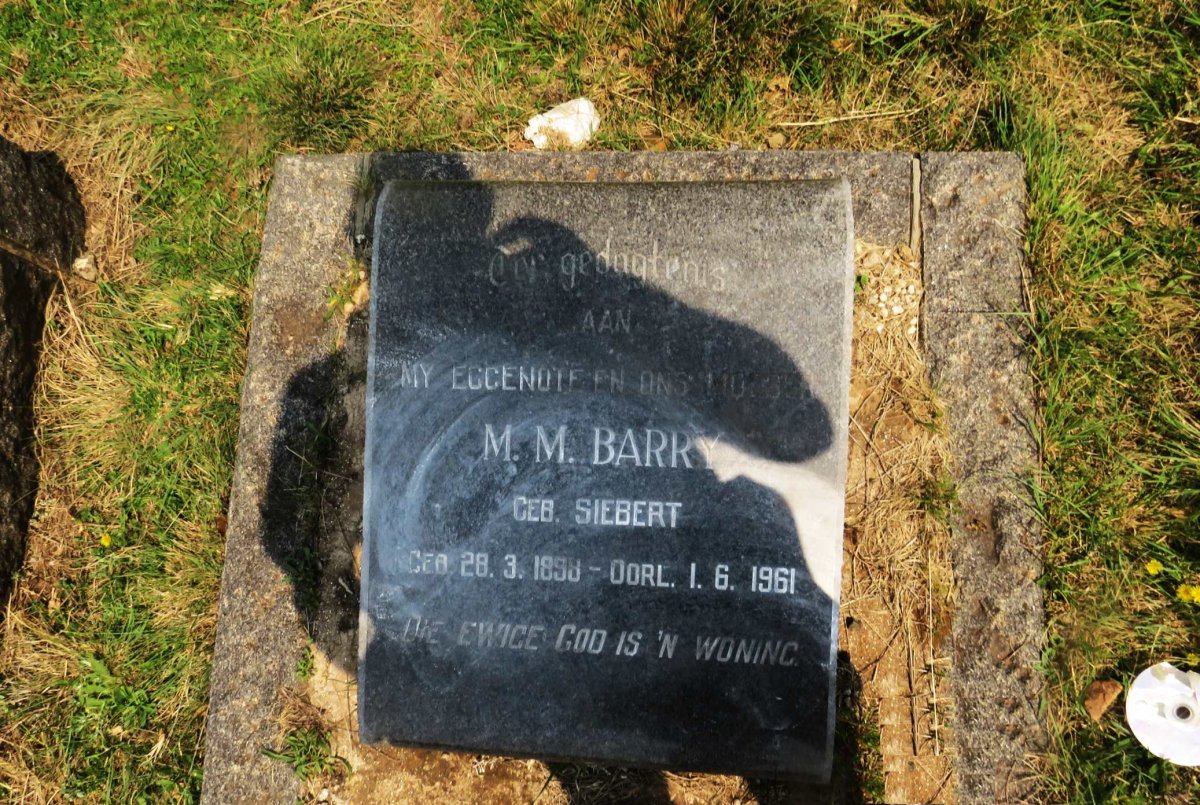 Ter gedagtenis
AAN
MY EGGENOTE EN ONS MOEDER
M. M. BARRY
GEB. SIEBERT
GEB. 28. 3. 1898 - OORL. 1. 6. 1961
DIE EWIGE GOD IS 'N WONING.